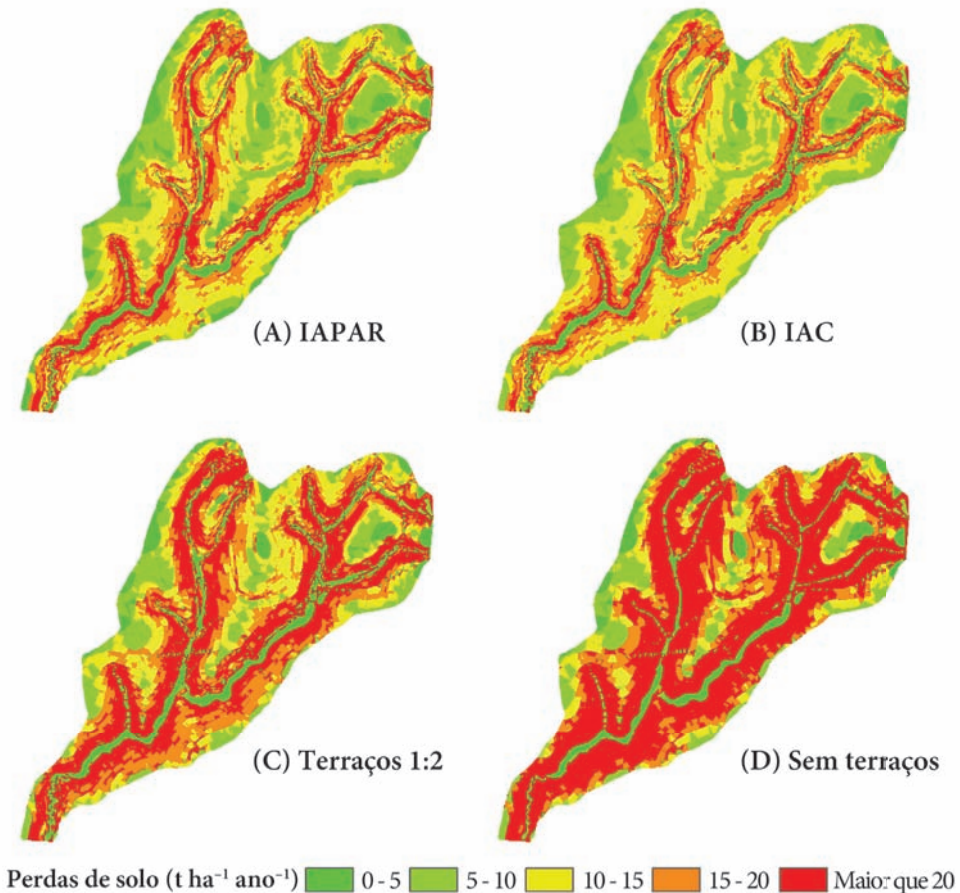 (A) IAPAR
(B) IAC
(C) Terraços 1:2
(D) Sem terraços
Perdas de solo (t ha⁻¹ ano⁻¹) 0 - 5 5 - 10 10 - 15 15 - 20 Maior que 20